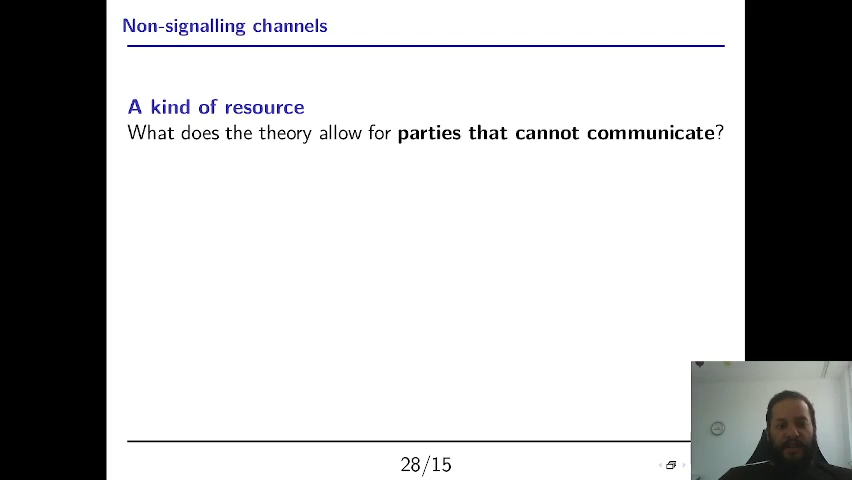 Non-signalling channels
A kind of resource
What does the theory allow for parties that cannot communicate?
28/15